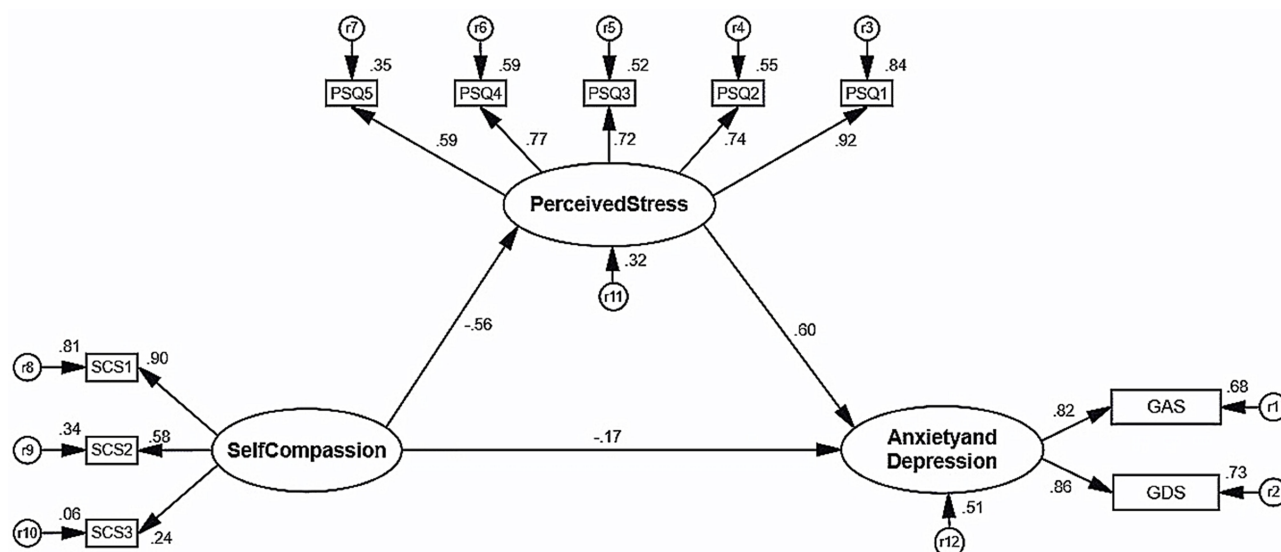 r7 r6 r5 r4 r3
.35 .59 .52 .55 .84
PSQ5 PSQ4 PSQ3 PSQ2 PSQ1
.59 .77 .72 .74 .92
PerceivedStress
.32
r11
-.56 .60
.81 .90
r8 SCS1
.68
.82 GAS r1
.34 .58
r9 SCS2
SelfCompassion
-.17
Anxietyand
Depression
.73
.86 GDS r2
.06
r10 SCS3 .24
.51
r12